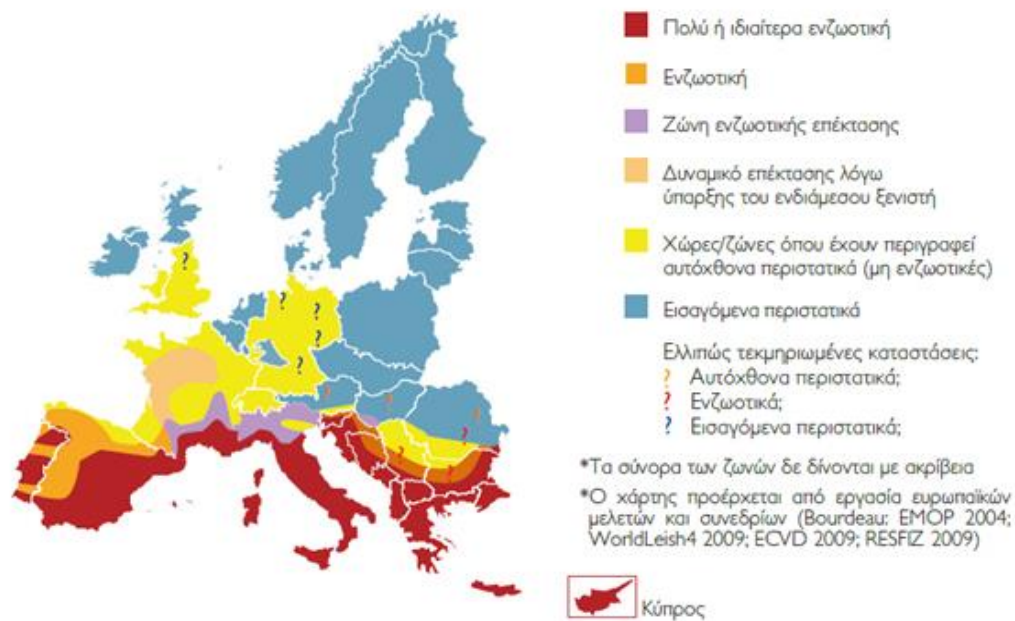 Πολύ ή ιδιαίτερα ενζωοτική
Ενζωοτική
Ζώνη ενζωοτικής επέκτασης
Δυναμικό επέκτασης λόγω
ύπαρξης του ενδιάμεσου ξενιστή
Χώρες/ζώνες όπου έχουν περιγραφεί
αυτόχθονα περιστατικά (μη ενζωοτικές)
Εισαγόμενα περιστατικά
Ελλιπώς τεκμηριωμένες καταστάσεις:
? Αυτόχθονα περιστατικά;
? Ενζωοτικά;
? Εισαγόμενα περιστατικά;
*Τα σύνορα των ζωνών δε δίνονται με ακρίβεια
*Ο χάρτης προέρχεται από εργασία ευρωπαϊκών
μελετών και συνεδρίων (Bourdeau: EMOP 2004;
WorldLeish4 2009; ECVD 2009; RESFIZ 2009)
Κύπρος